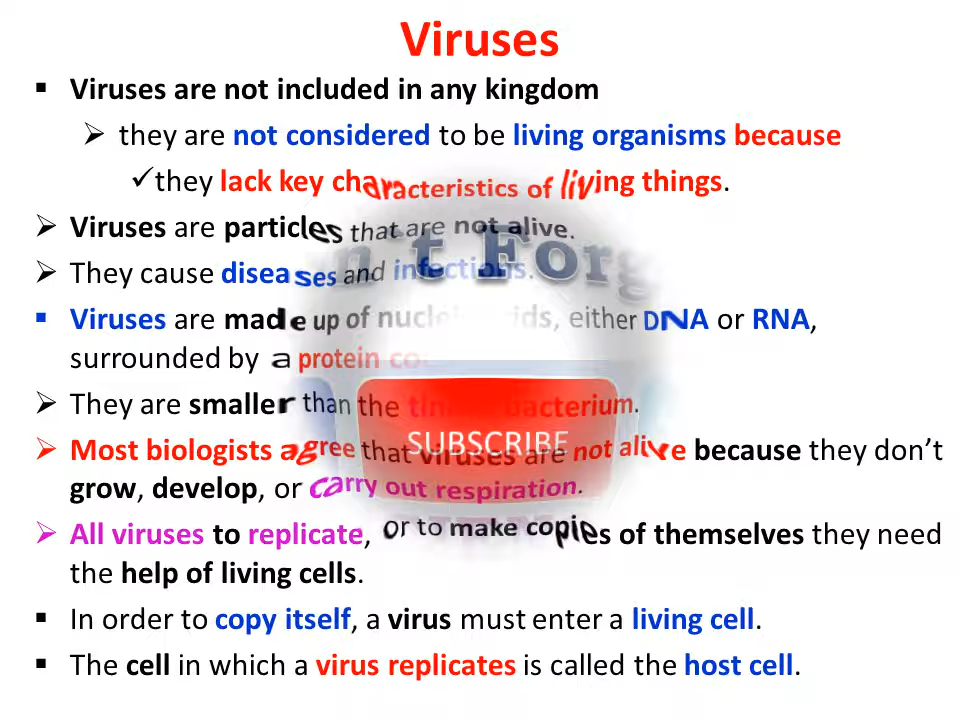 Viruses
▪ Viruses are not included in any kingdom
➢ they are not considered to be living organisms because
✓they lack key characteristics of living things.
➢ Viruses are particles that are not alive.
➢ They cause diseases and infections.
▪ Viruses are made up of nucleic acids, either DNA or RNA,
surrounded by a protein
➢ They are smaller than the bacterium.
➢ Most biologists agree that viruses are not alive because they don't
grow, develop, or carry out respiration.
➢ All viruses to replicate, or to make copies of themselves they need
the help of living cells.
▪ In order to copy itself, a virus must enter a living cell.
▪ The cell in which a virus replicates is called the host cell.
SUBSCRIBE